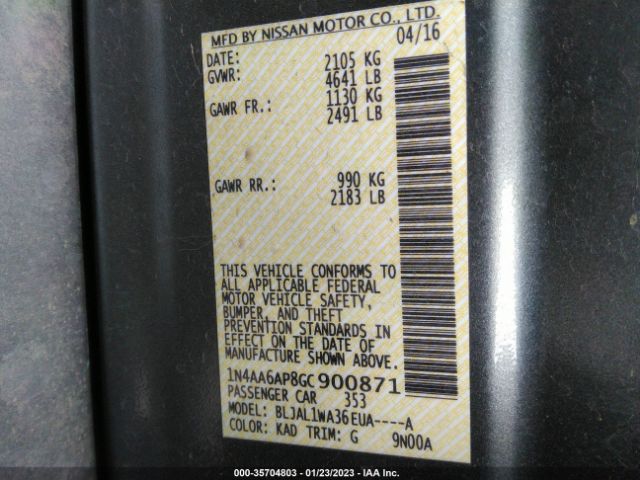 MFD BY NISSAN MOTOR CO., LTD.
DATE: 04/16
GVWR: 2105 KG
4641 LB
GAWR FR.: 1130 KG
2491 LB
GAWR RR.: 990 KG
2183 LB
THIS VEHICLE CONFORMS TO
ALL APPLICABLE FEDERAL
MOTOR VEHICLE SAFETY,
BUMPER, AND THEFT
PREVENTION STANDARDS IN
EFFECT ON THE DATE OF
MANUFACTURE SHOWN ABOVE.
1N4AA6AP8GC900871
PASSENGER CAR 353
MODEL: BLJAL1WA36EUA----A
COLOR: KAD TRIM: G 9N00A
000-35704803 - 01/23/2023 - IAA Inc.